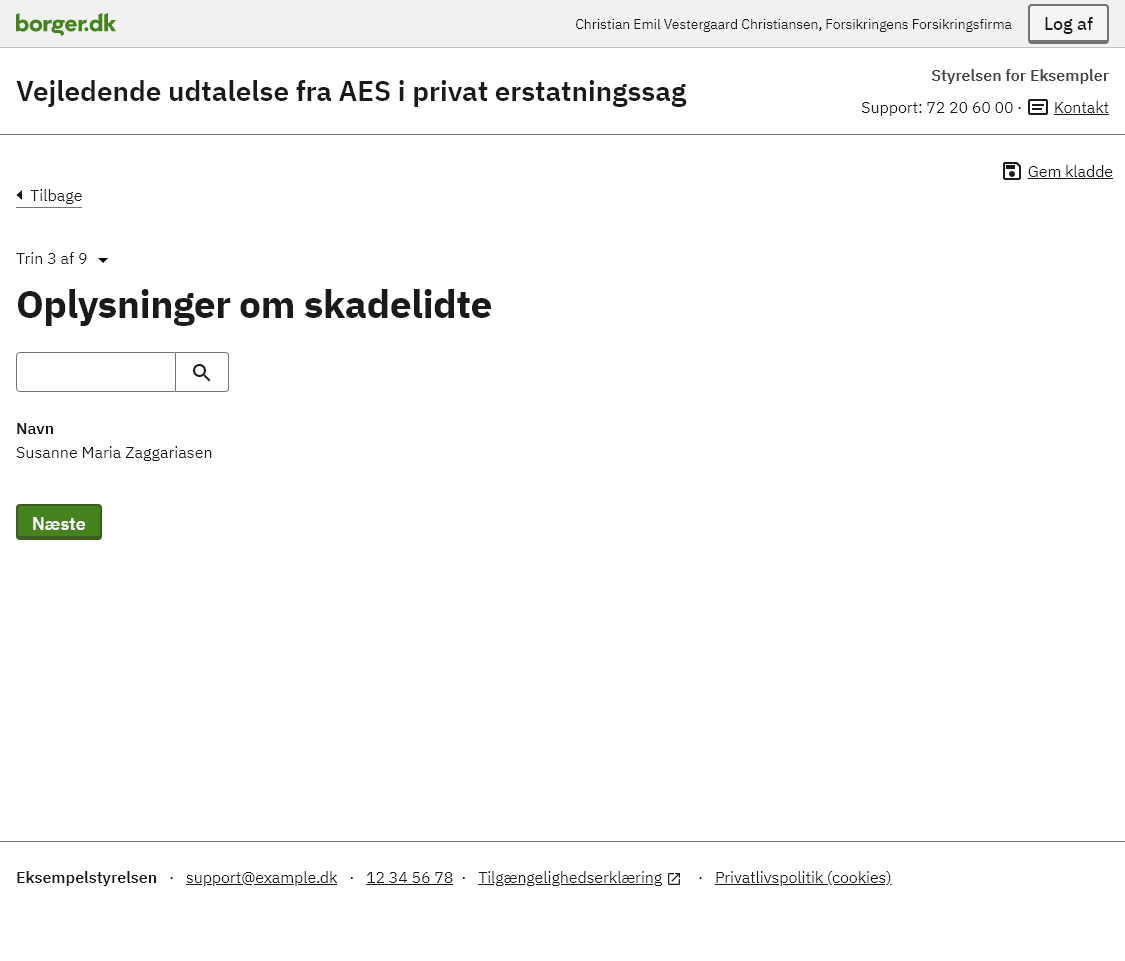 borger.dk
Christian Emil Vestergaard Christiansen, Forsikringens Forsikringsfirma
Log af
Vejledende udtalelse fra AES i privat erstatningssag
Styrelsen for Eksempler
Support: 72 20 60 00 · Kontakt
Gem kladde
Tilbage
Trin 3 af 9
Oplysninger om skadelidte
Navn
Susanne Maria Zaggariasen
Næste
Eksempelstyrelsen · support@example.dk · 12 34 56 78 · Tilgængelighedserklæring · Privatlivspolitik (cookies)